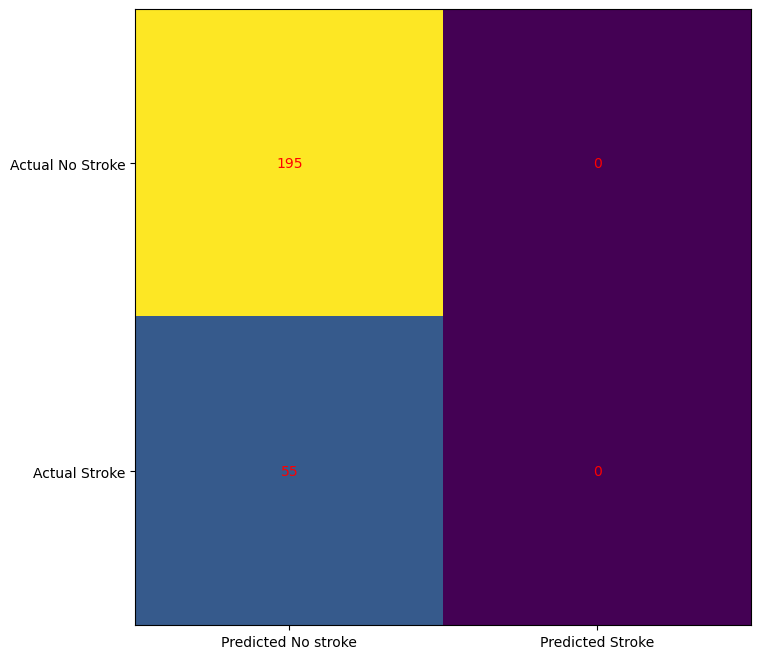 Actual No Stroke
195
0
Actual Stroke
55
0
Predicted No stroke
Predicted Stroke